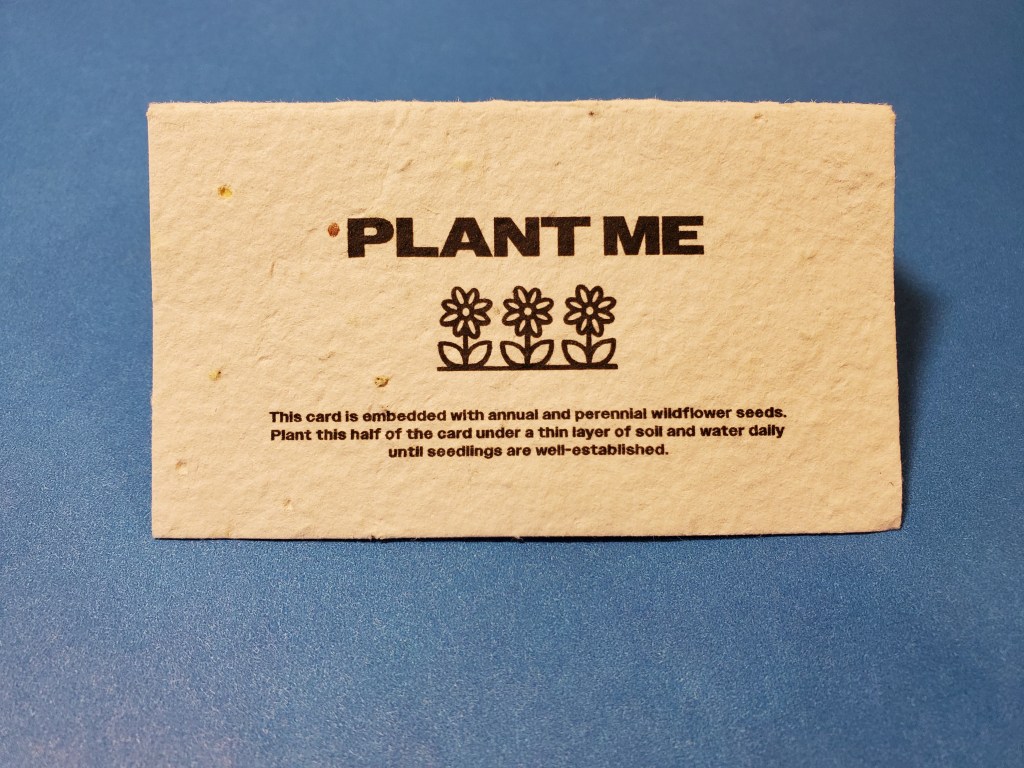 PLANT ME
This card is embedded with annual and perennial wildflower seeds.
Plant this half of the card under a thin layer of soil and water daily
until seedlings are well-established.